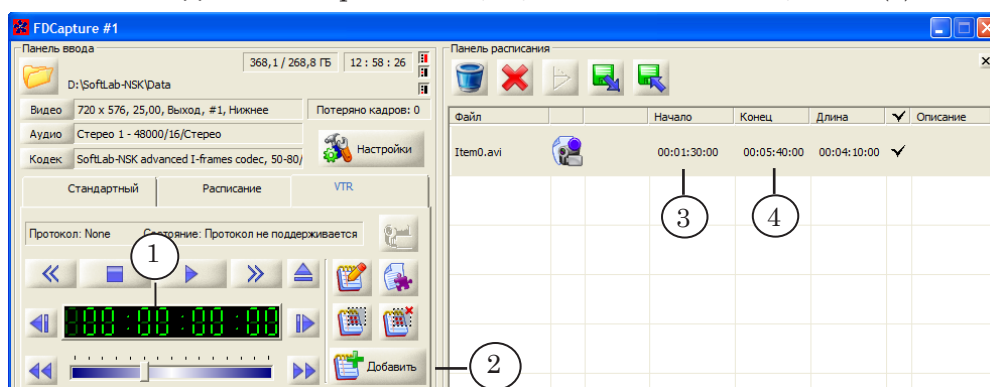 FDCapture #1
Панель ввода
368,1 / 268,8 ГБ 12 : 58 : 26
D:\SoftLab-NSK\Data
Видео 720 x 576, 25,00, Выход, #1, Нижнее Потеряно кадров: 0
Аудио Стерео 1 - 48000/16/Стерео
Кодек SoftLab-NSK advanced I-frames codec, 50-80/
Настройки
Стандартный Расписание VTR
Протокол: None Состояние: Протокол не поддерживается
1
00:00:00:00
Добавить
2
Панель расписания
Файл Начало Конец Длина Описание
Item0.avi 00:01:30:00 00:05:40:00 00:04:10:00
3 4